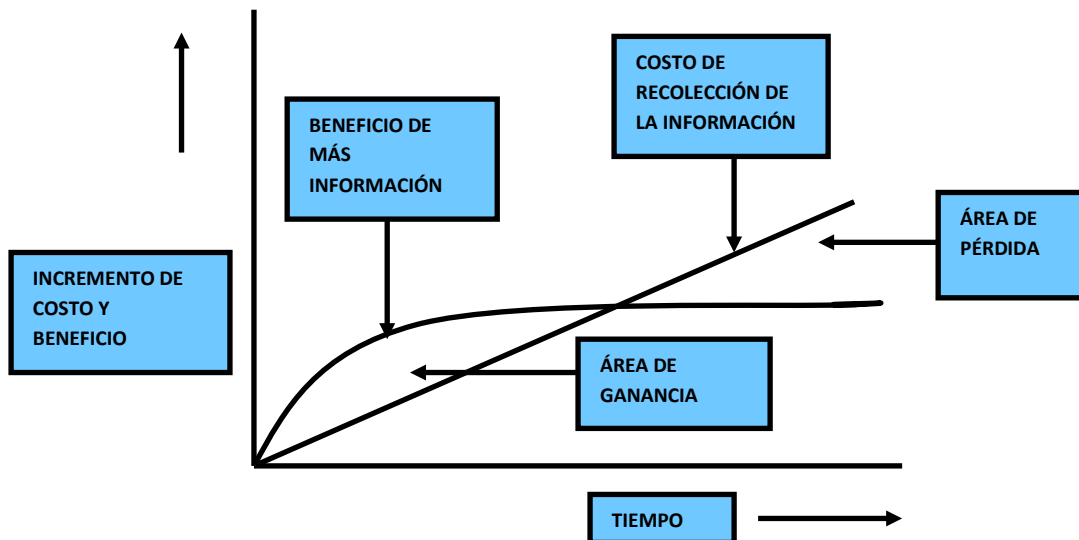 COSTO DE
RECOLECCIÓN DE
LA INFORMACIÓN
BENEFICIO DE
MÁS
INFORMACIÓN
ÁREA DE
PÉRDIDA
INCREMENTO DE
COSTO Y
BENEFICIO
ÁREA DE
GANANCIA
TIEMPO